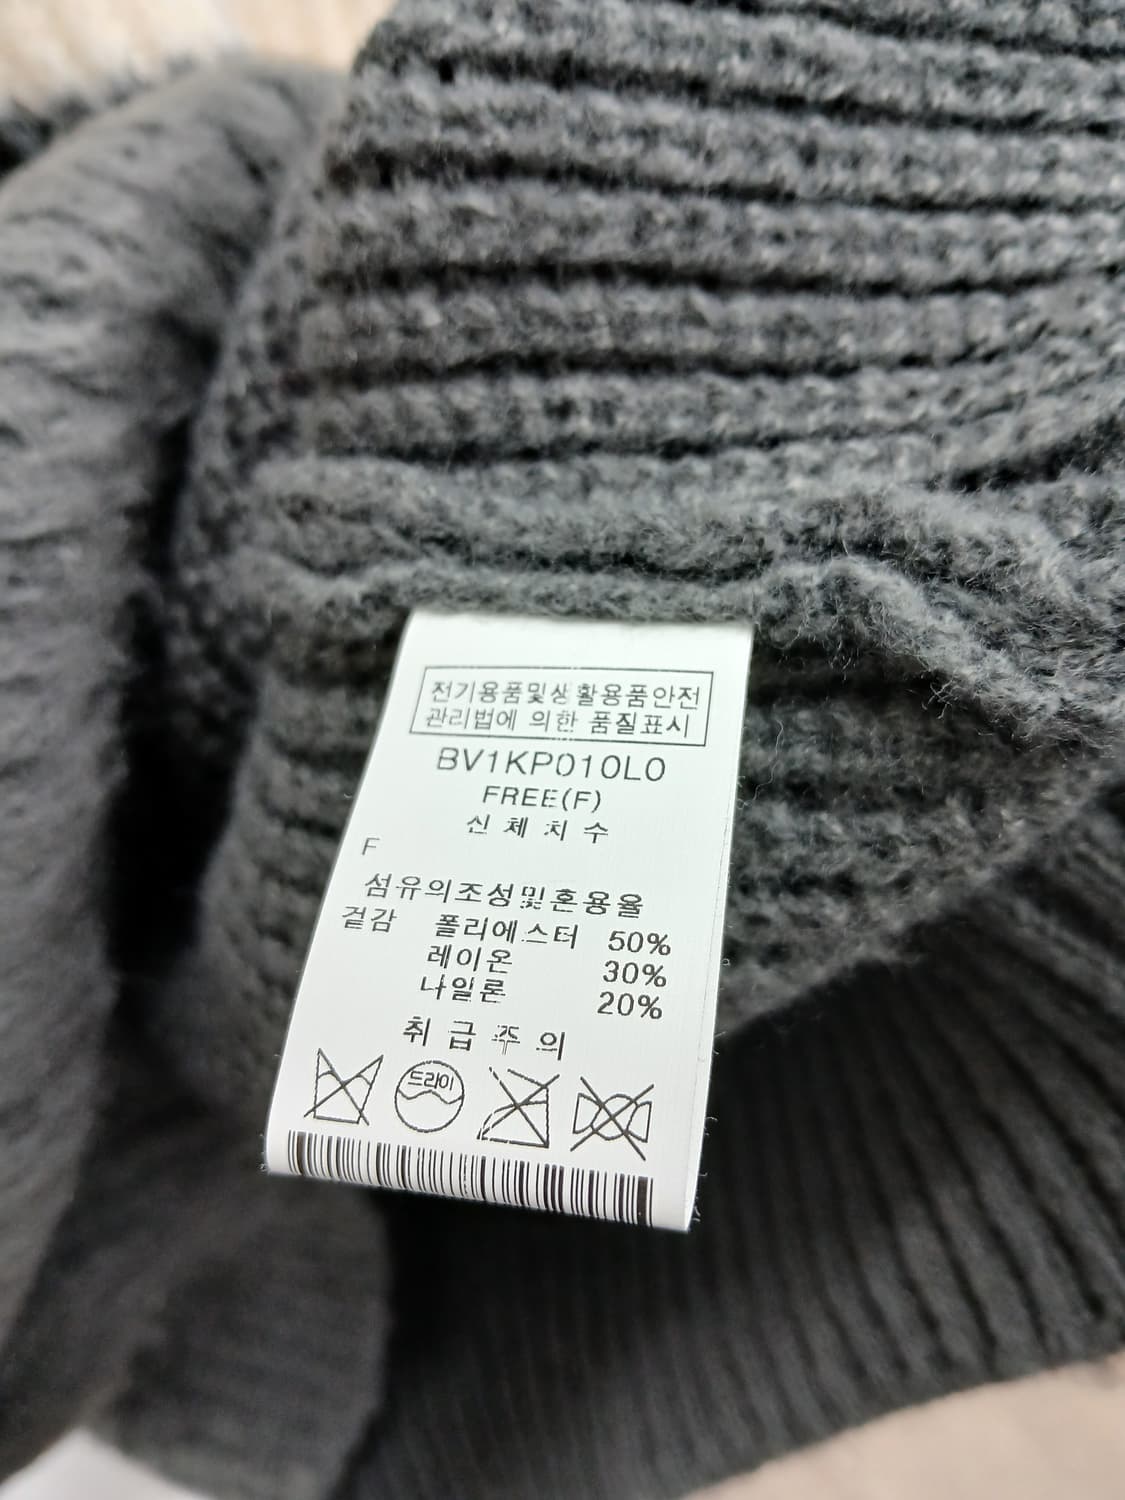 전기용품및생활용품안전
관리법에 의한 품질표시
BV1KP010L0
FREE(F)
신 체 치 수
F
섬유의조성및혼용율
겉감 폴리에스터 50%
레이온 30%
나일론 20%
취 급 주 의
드라이